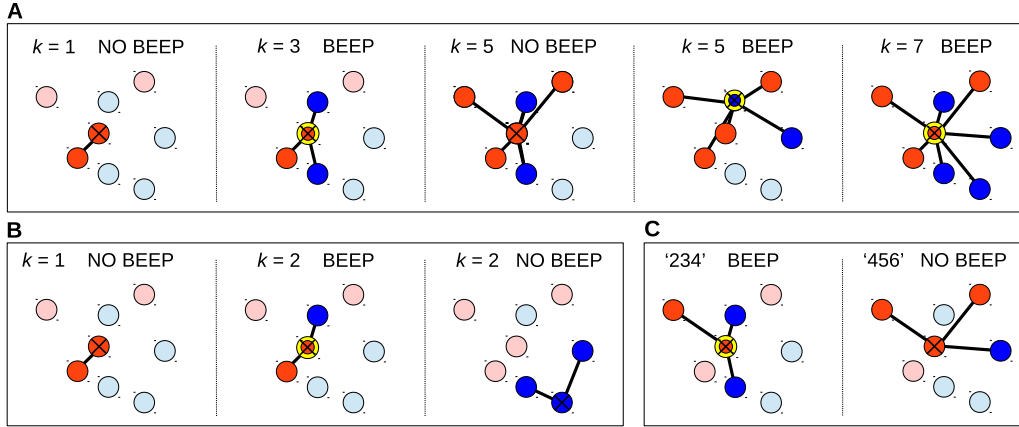 A
k = 1 NO BEEP
k = 3 BEEP
k = 5 NO BEEP
k = 5 BEEP
k = 7 BEEP
B
k = 1 NO BEEP
k = 2 BEEP
k = 2 NO BEEP
C
‘234’ BEEP
‘456’ NO BEEP